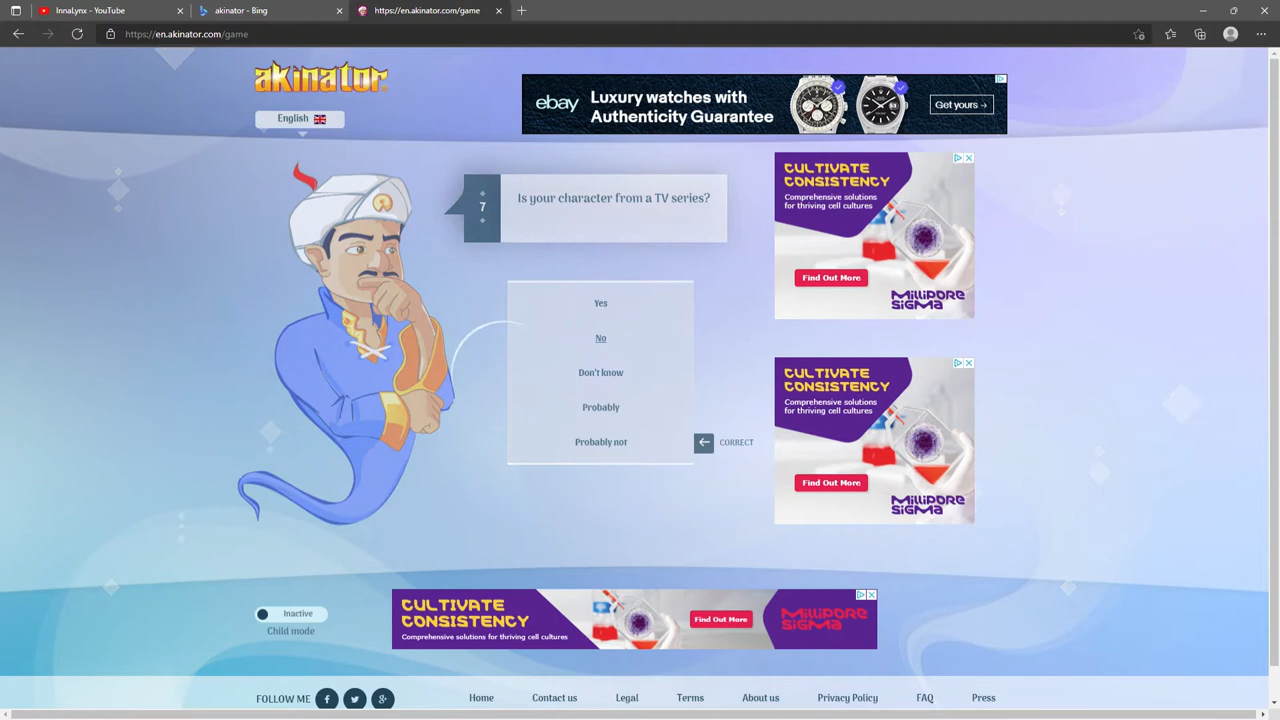 InnaLynx - YouTube
akinator - Bing
https://en.akinator.com/game
https://en.akinator.com/game
akinator
English
ebay
Luxury watches with
Authenticity Guarantee
Get yours →
7
Is your character from a TV series?
Yes
No
Don't know
Probably
Probably not
CORRECT
CULTIVATE
CONSISTENCY
Comprehensive solutions
for thriving cell cultures
Find Out More
MILLIPORE
SIGMA
CULTIVATE
CONSISTENCY
Comprehensive solutions
for thriving cell cultures
Find Out More
MILLIPORE
SIGMA
Inactive
Child mode
CULTIVATE
CONSISTENCY
Comprehensive solutions for thriving cell cultures
Find Out More
MILLIPORE
SIGMA
FOLLOW ME
Home
Contact us
Legal
Terms
About us
Privacy Policy
FAQ
Press